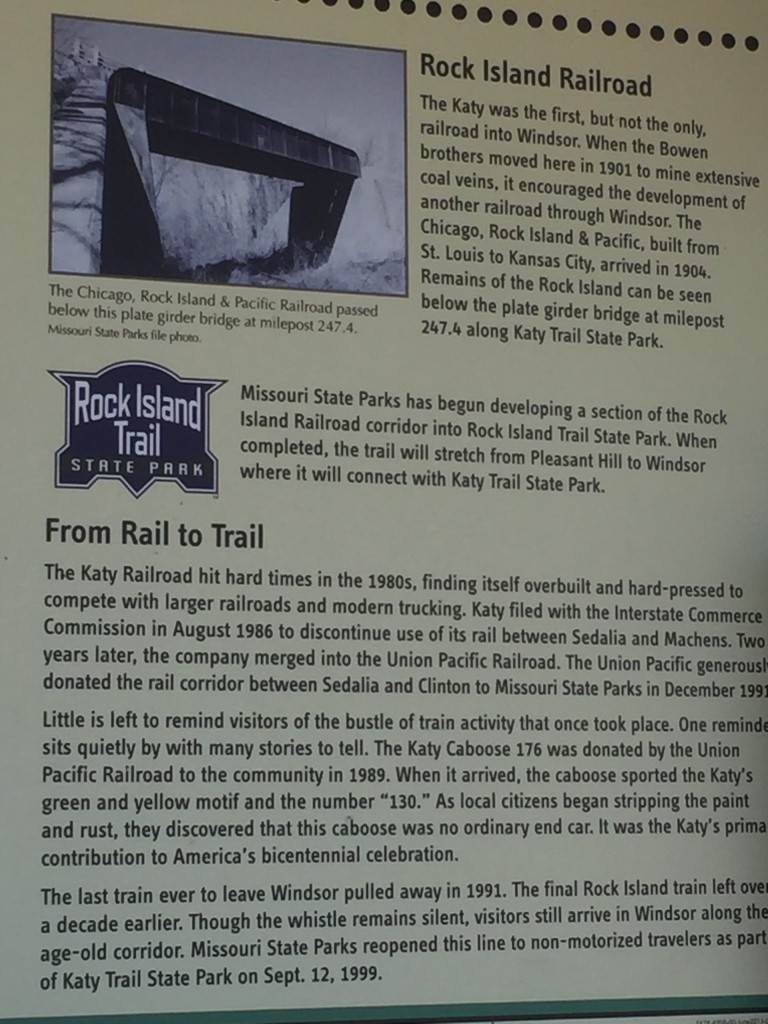 Rock Island Railroad
The Katy was the first, but not the only,
railroad into Windsor. When the Bowen
brothers moved here in 1901 to mine extensive
coal veins, it encouraged the development of
another railroad through Windsor. The
Chicago, Rock Island & Pacific, built from
St. Louis to Kansas City, arrived in 1904.
Remains of the Rock Island can be seen
below the plate girder bridge at milepost
247.4 along Katy Trail State Park.
The Chicago, Rock Island & Pacific Railroad passed
below this plate girder bridge at milepost 247.4.
Missouri State Parks file photo.
Rock Island
Trail
STATE PARK
Missouri State Parks has begun developing a section of the Rock
Island Railroad corridor into Rock Island Trail State Park. When
completed, the trail will stretch from Pleasant Hill to Windsor
where it will connect with Katy Trail State Park.
From Rail to Trail
The Katy Railroad hit hard times in the 1980s, finding itself overbuilt and hard-pressed to
compete with larger railroads and modern trucking. Katy filed with the Interstate Commerce
Commission in August 1986 to discontinue use of its rail between Sedalia and Machens. Two
years later, the company merged into the Union Pacific Railroad. The Union Pacific generousl
donated the rail corridor between Sedalia and Clinton to Missouri State Parks in December 1991
Little is left to remind visitors of the bustle of train activity that once took place. One reminde
sits quietly by with many stories to tell. The Katy Caboose 176 was donated by the Union
Pacific Railroad to the community in 1989. When it arrived, the caboose sported the Katy's
green and yellow motif and the number “130.” As local citizens began stripping the paint
and rust, they discovered that this caboose was no ordinary end car. It was the Katy's prima
contribution to America's bicentennial celebration.
The last train ever to leave Windsor pulled away in 1991. The final Rock Island train left over
a decade earlier. Though the whistle remains silent, visitors still arrive in Windsor along the
age-old corridor. Missouri State Parks reopened this line to non-motorized travelers as part
of Katy Trail State Park on Sept. 12, 1999.